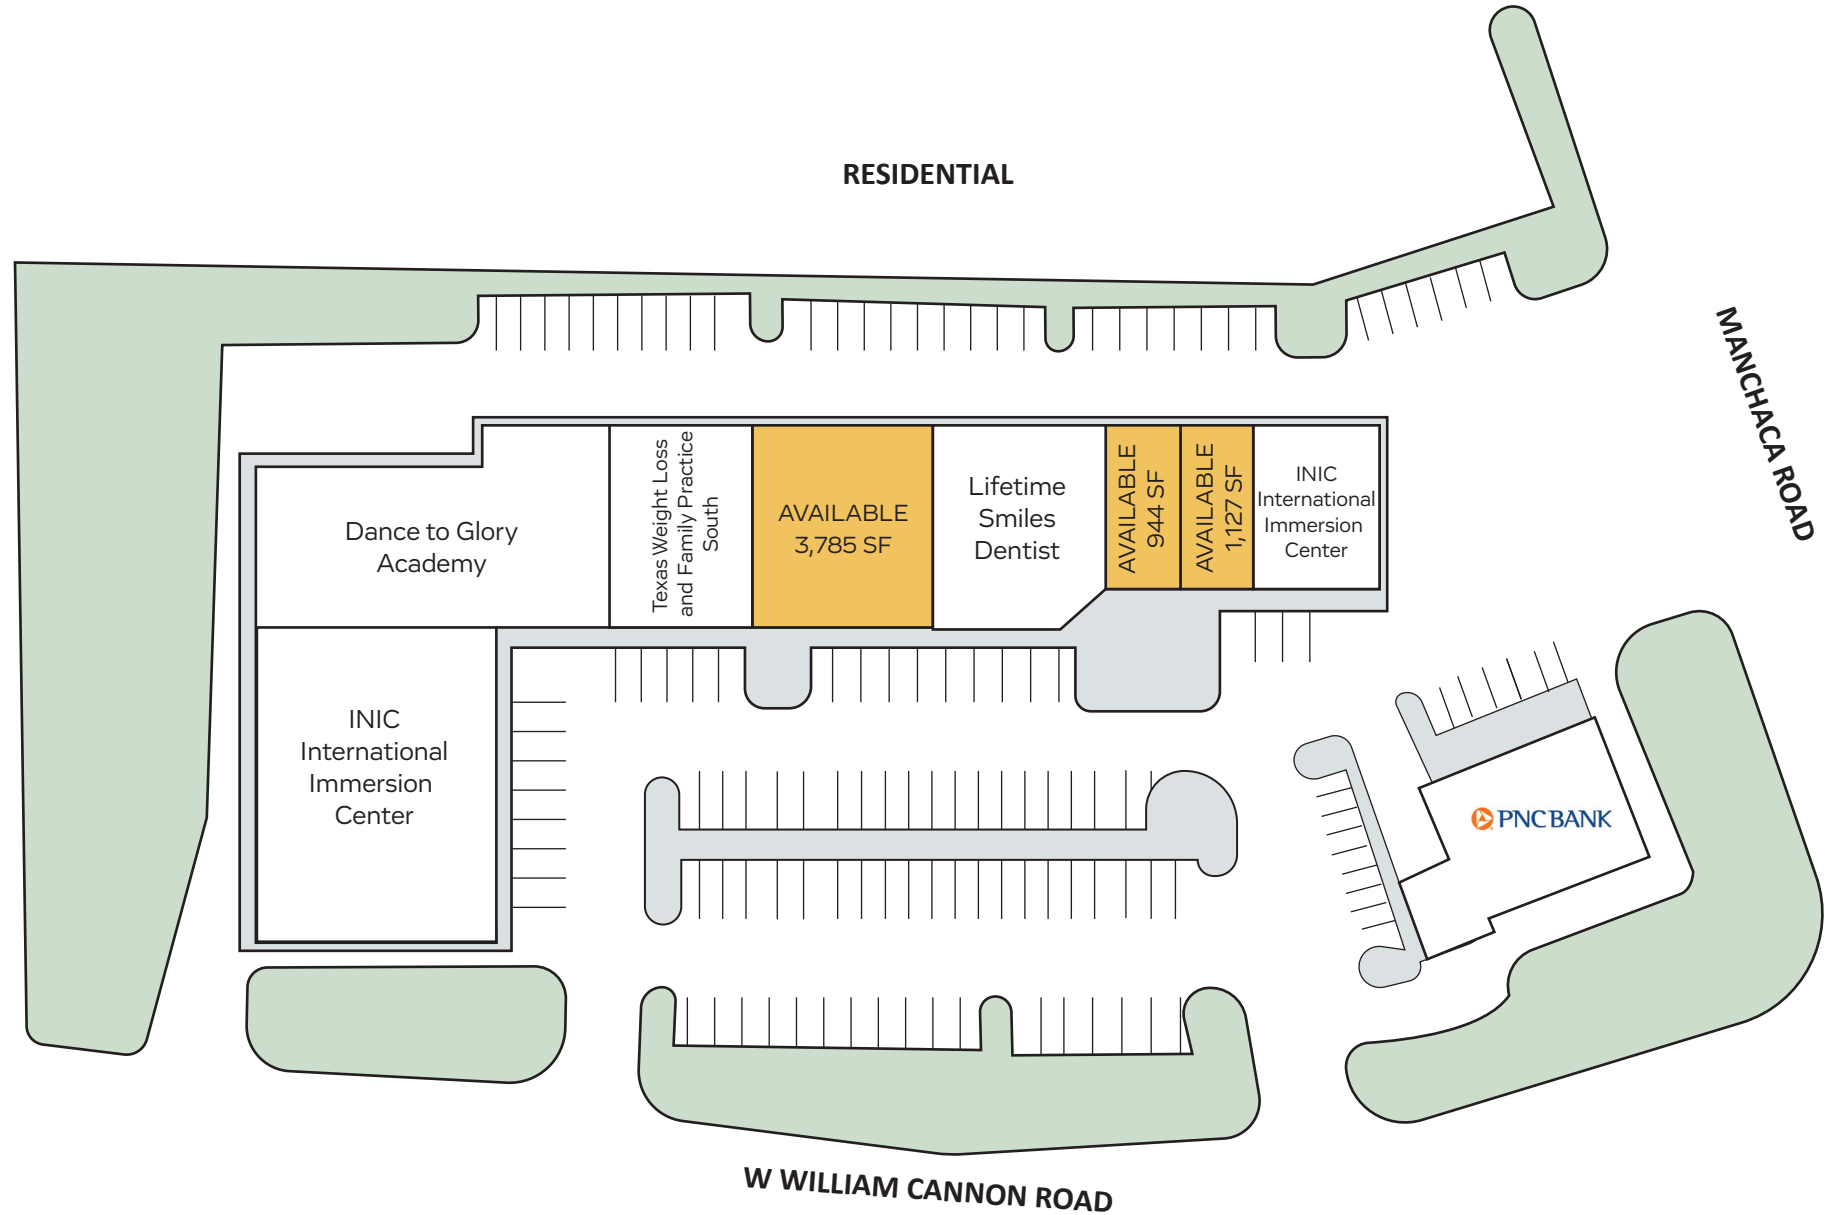 RESIDENTIAL
MANCHACA ROAD
Dance to Glory
Academy
Texas Weight Loss
and Family Practice
South
AVAILABLE
3,785 SF
Lifetime
Smiles
Dentist
AVAILABLE
944 SF
AVAILABLE
1,127 SF
INIC
International
Immersion
Center
INIC
International
Immersion
Center
PNC BANK
W WILLIAM CANNON ROAD